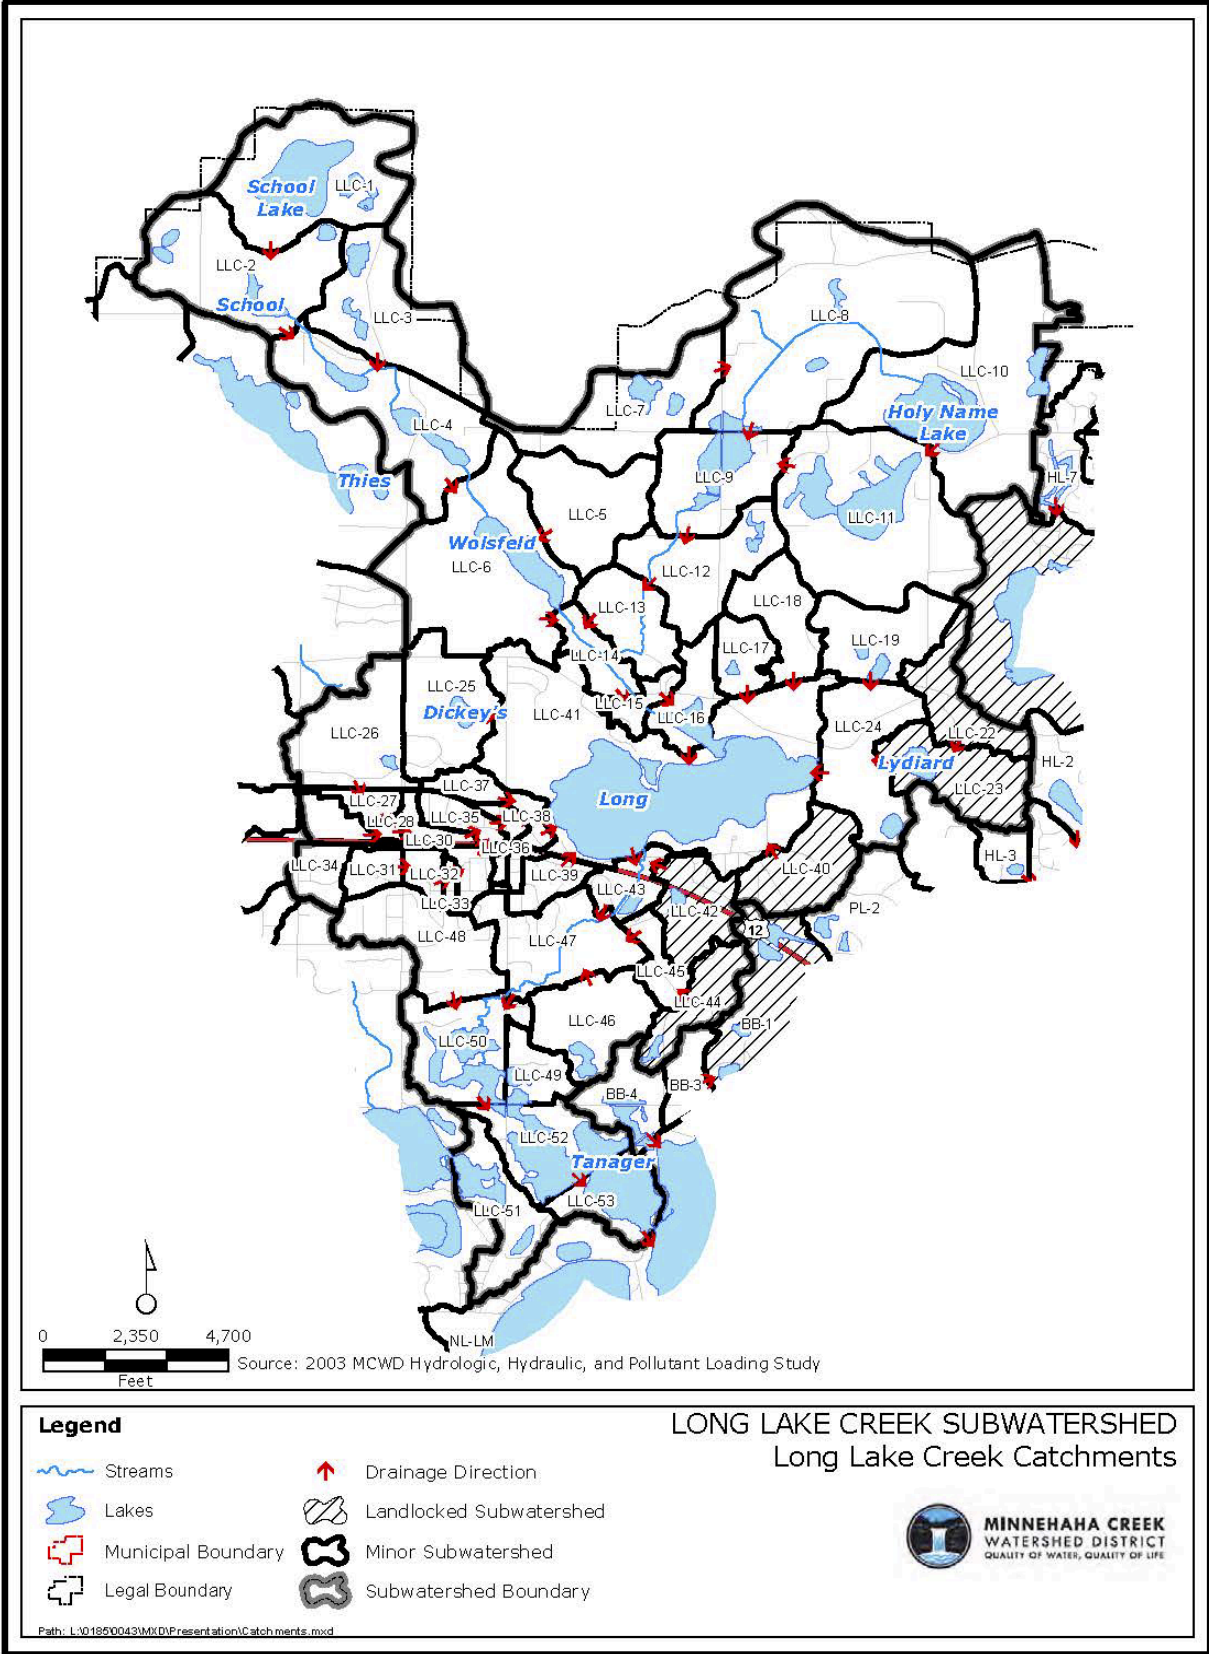 School
Lake
LLC-1
LLC-2
School
LLC-3
LLC-8
LLC-10
LLC-7
Holy Name
Lake
LLC-4
Thies
LLC-9
HL-7
LLC-5
LLC-11
Wolsfeld
LLC-6
LLC-12
LLC-18
LLC-13
LLC-17
LLC-19
LLC-14
LLC-25
Dickey's
LLC-41
LLC-15
LLC-16
LLC-24
LLC-22
LLC-26
Lydiard
HL-2
LLC-37
LLC-23
Long
LLC-27
LLC-28
LLC-35
LLC-38
LLC-30
LLC-36
HL-3
LLC-34
LLC-31
LLC-32
LLC-39
LLC-40
LLC-43
LLC-33
LLC-42
PL-2
12
LLC-48
LLC-47
LLC-45
LLC-44
LLC-46
BB-1
LLC-50
LLC-49
BB-3
BB-4
LLC-52
Tanager
LLC-53
LLC-51
NL-LM
0 2,350 4,700
Feet
Source: 2003 MCWD Hydrologic, Hydraulic, and Pollutant Loading Study
Legend
LONG LAKE CREEK SUBWATERSHED
Long Lake Creek Catchments
Streams
Drainage Direction
Lakes
Landlocked Subwatershed
Municipal Boundary
Minor Subwatershed
Legal Boundary
Subwatershed Boundary
MINNEHAHA CREEK
WATERSHED DISTRICT
QUALITY OF WATER, QUALITY OF LIFE
Path: L:\0185\0043\MXD\Presentation\Catchments.mxd